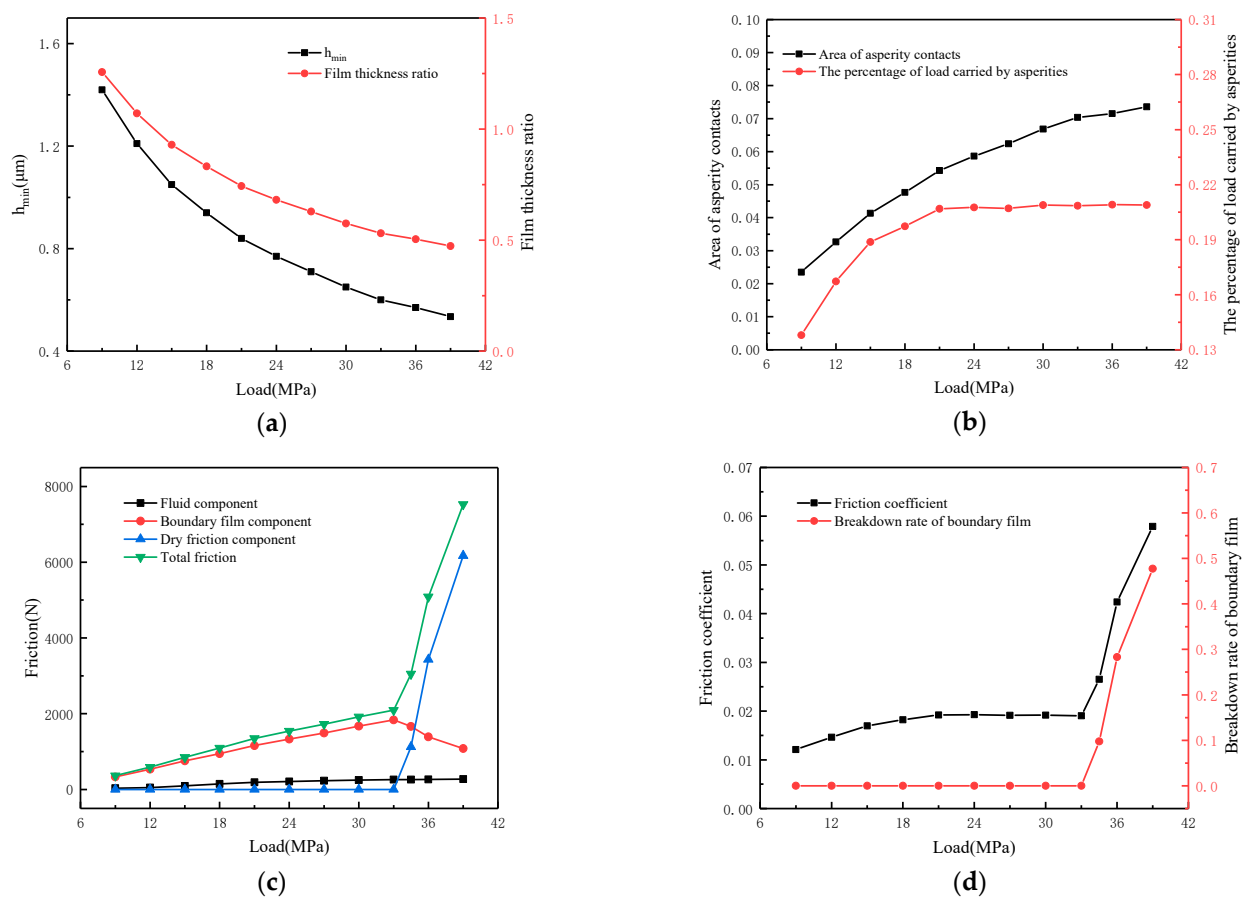 1.6
1.2
0.8
0.4
h_min(μm)
h_min
Film thickness ratio
1.5
1.0
0.5
0.0
Film thickness ratio
6 12 18 24 30 36 42
Load(MPa)
(a)
0.10
0.09
0.08
0.07
0.06
0.05
0.04
0.03
0.02
0.01
0.00
Area of asperity contacts
Area of asperity contacts
The percentage of load carried by asperities
0.31
0.28
0.25
0.22
0.19
0.16
0.13
The percentage of load carried by asperities
6 12 18 24 30 36 42
Load(MPa)
(b)
8000
6000
4000
2000
0
Friction(N)
Fluid component
Boundary film component
Dry friction component
Total friction
6 12 18 24 30 36 42
Load(MPa)
(c)
0.07
0.06
0.05
0.04
0.03
0.02
0.01
0.00
Friction coefficient
Friction coefficient
Breakdown rate of boundary film
0.7
0.6
0.5
0.4
0.3
0.2
0.1
0.0
Breakdown rate of boundary film
6 12 18 24 30 36 42
Load(MPa)
(d)